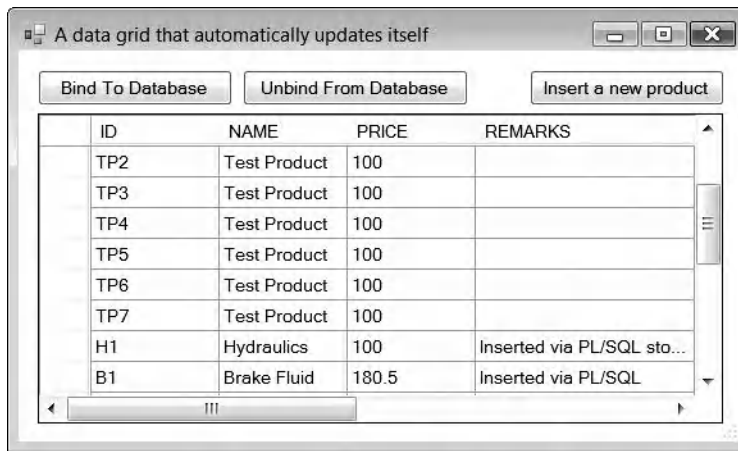 A data grid that automatically updates itself
Bind To Database Unbind From Database Insert a new product
ID NAME PRICE REMARKS
TP2 Test Product 100
TP3 Test Product 100
TP4 Test Product 100
TP5 Test Product 100
TP6 Test Product 100
TP7 Test Product 100
H1 Hydraulics 100 Inserted via PL/SQL sto...
B1 Brake Fluid 180.5 Inserted via PL/SQL